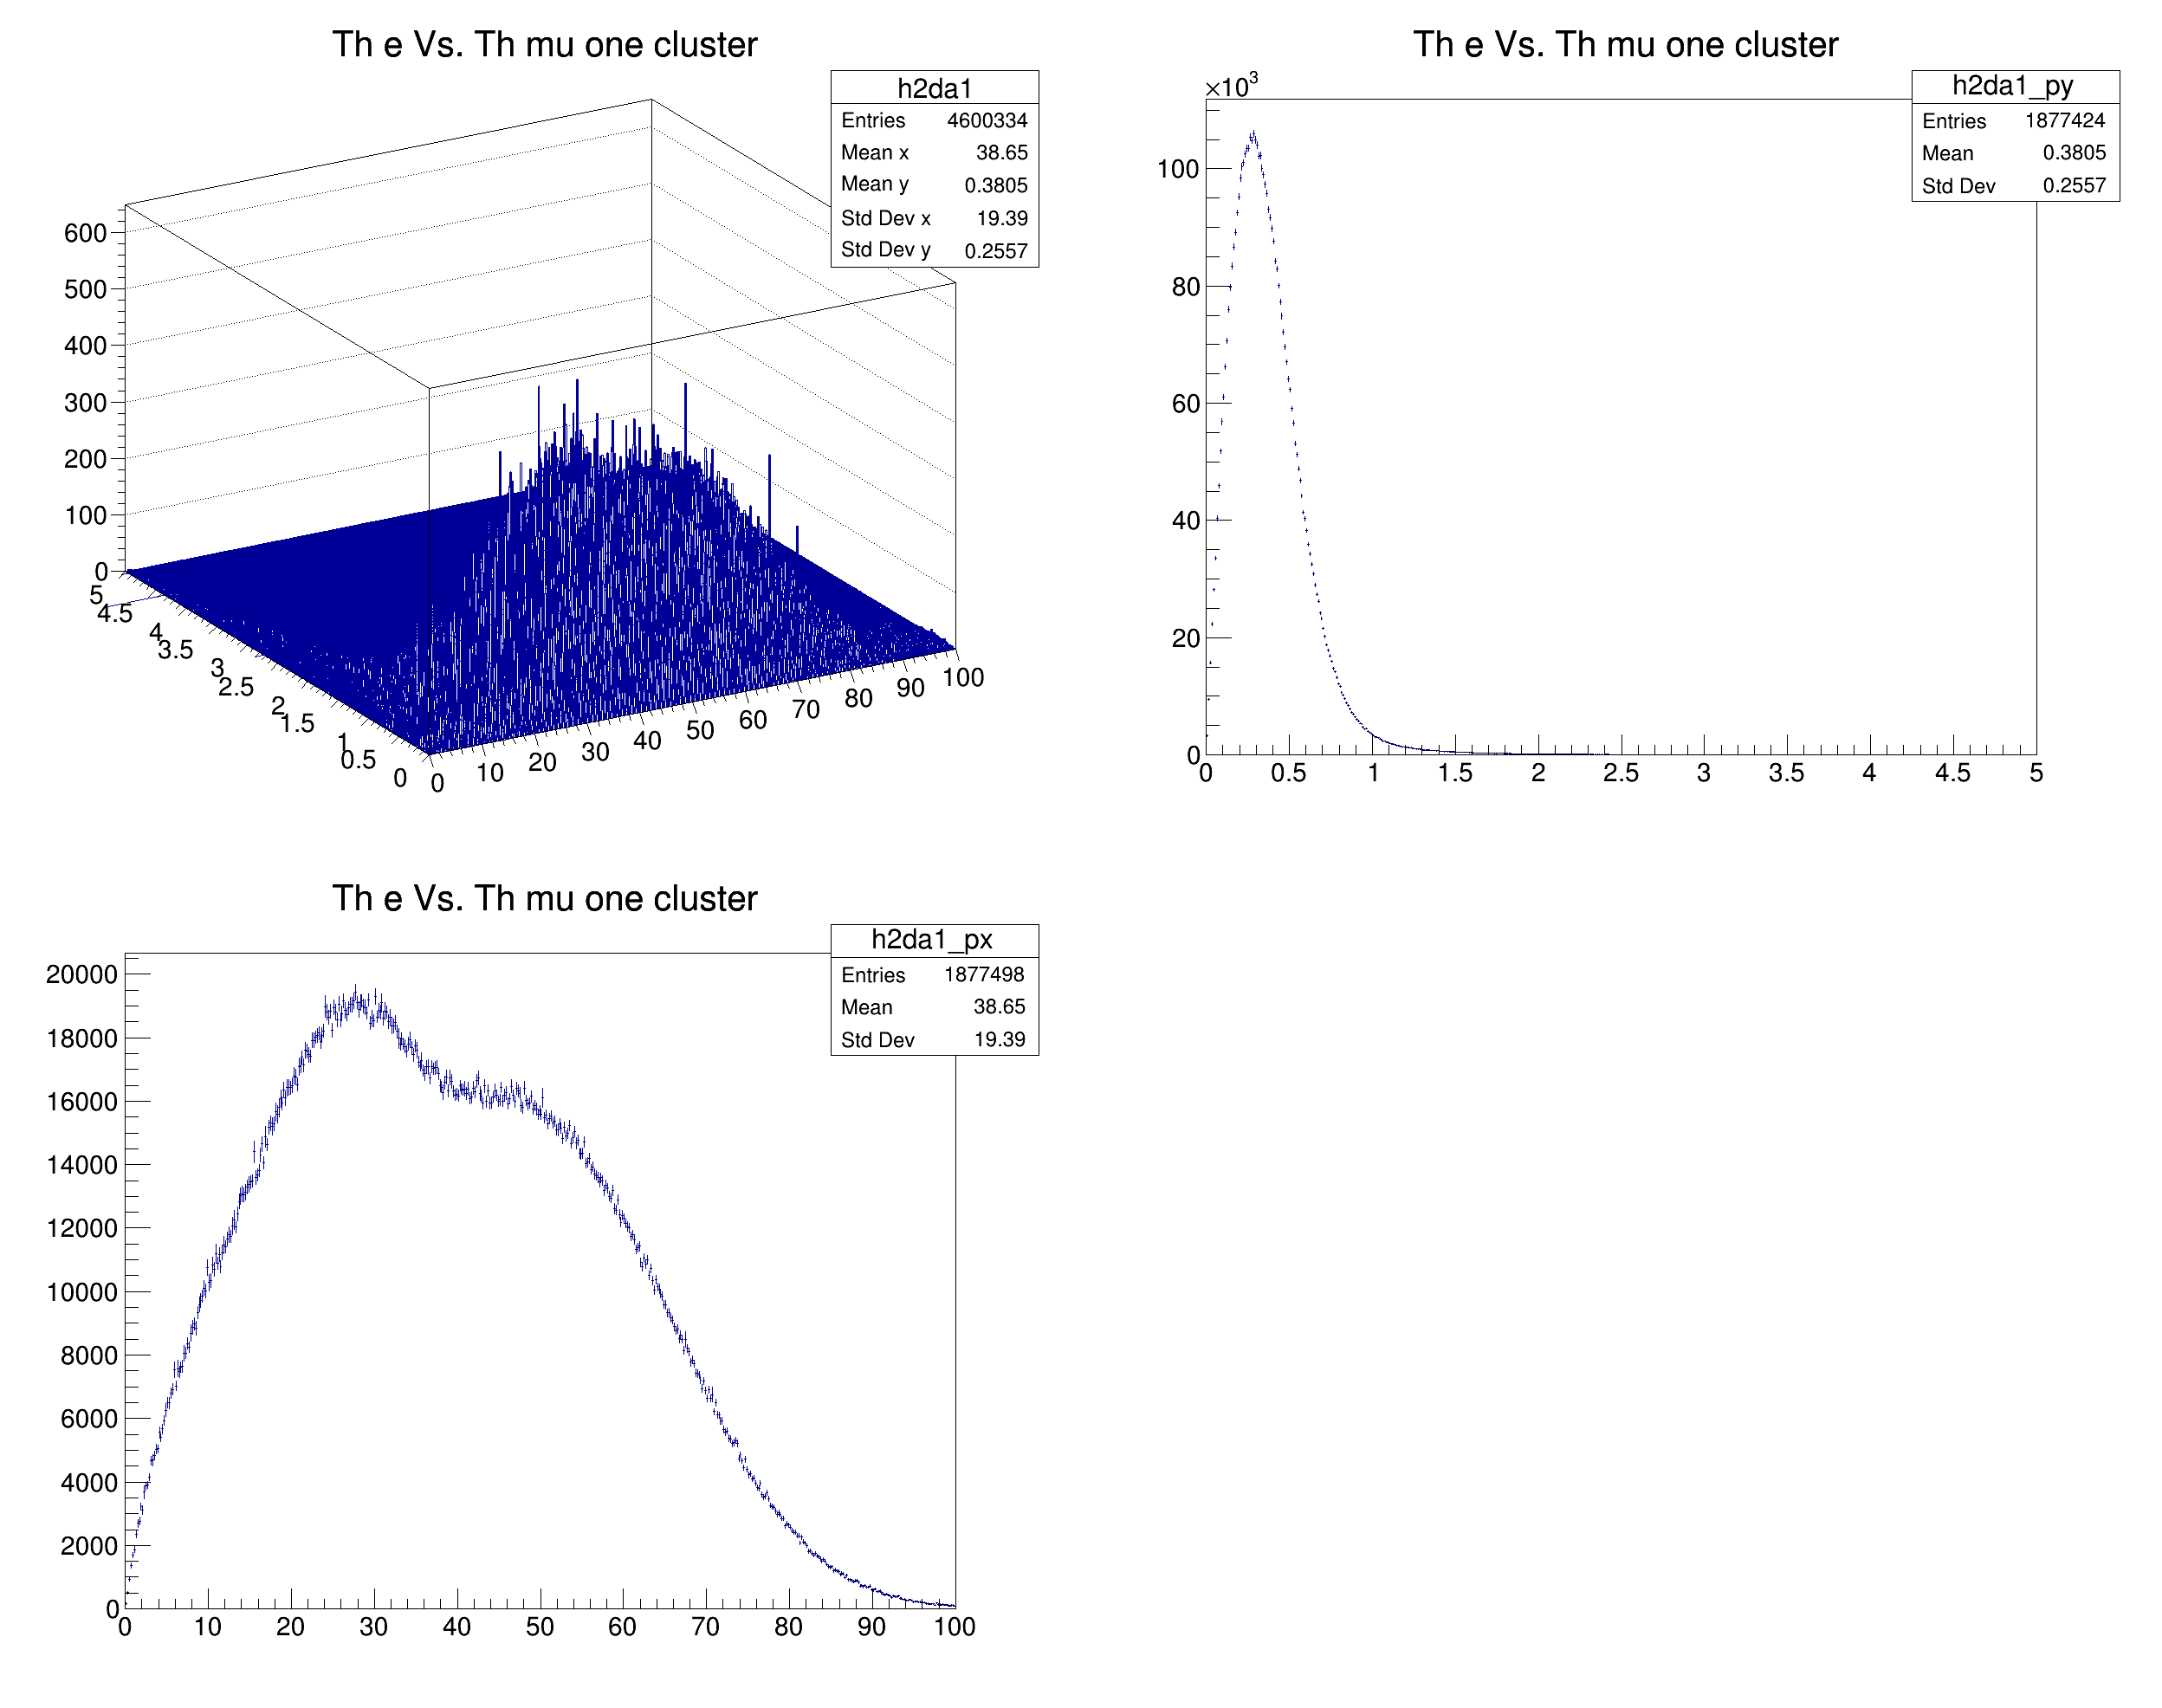 Th e Vs. Th mu one cluster
h2da1
Entries 4600334
Mean x 38.65
Mean y 0.3805
Std Dev x 19.39
Std Dev y 0.2557
600
500
400
300
200
100
0
5
4.5
4
3.5
3
2.5
2
1.5
1
0.5
0
0 10 20 30 40 50 60 70 80 90 100
Th e Vs. Th mu one cluster
×10³
h2da1_py
Entries 1877424
Mean 0.3805
Std Dev 0.2557
100
80
60
40
20
0
0 0.5 1 1.5 2 2.5 3 3.5 4 4.5 5
Th e Vs. Th mu one cluster
h2da1_px
Entries 1877498
Mean 38.65
Std Dev 19.39
20000
18000
16000
14000
12000
10000
8000
6000
4000
2000
0
0 10 20 30 40 50 60 70 80 90 100